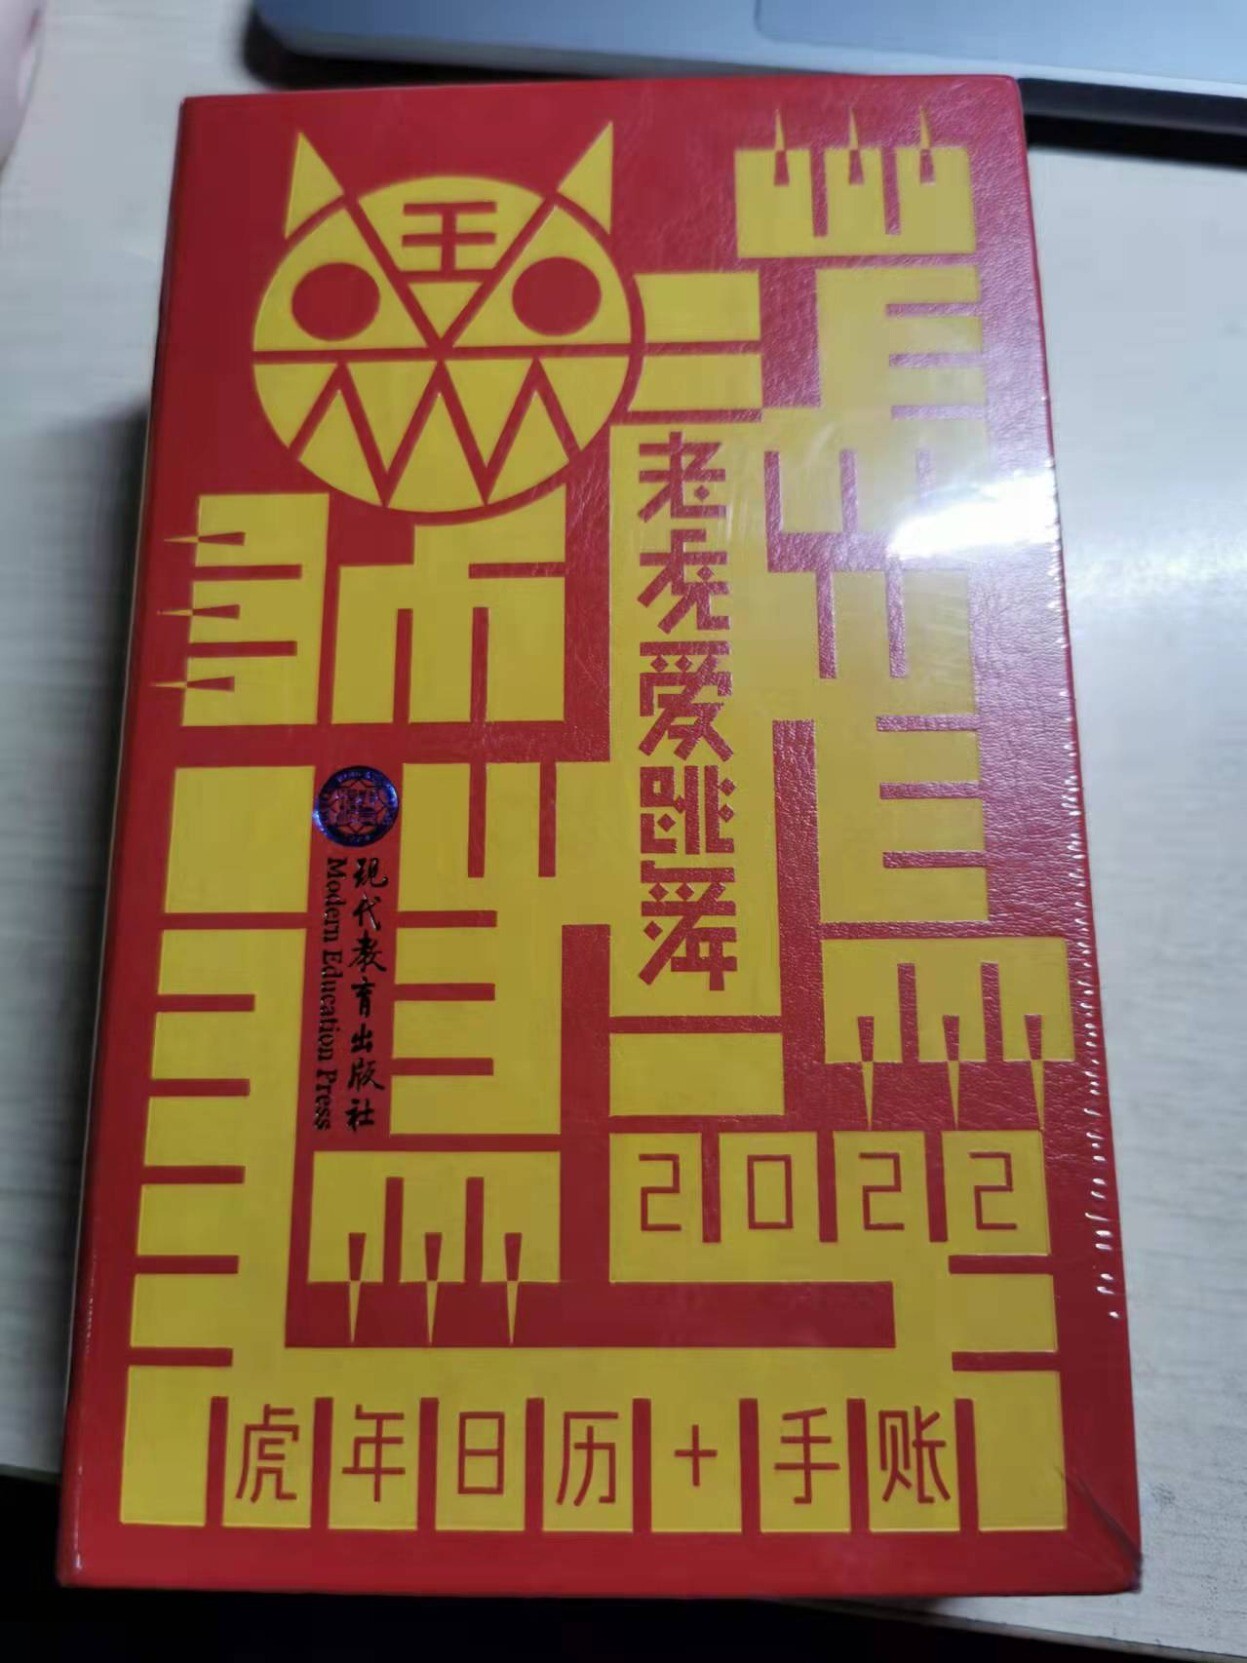 王
老虎爱跳舞
现代教育出版社
Modern Education Press
2022
虎年日历+手账